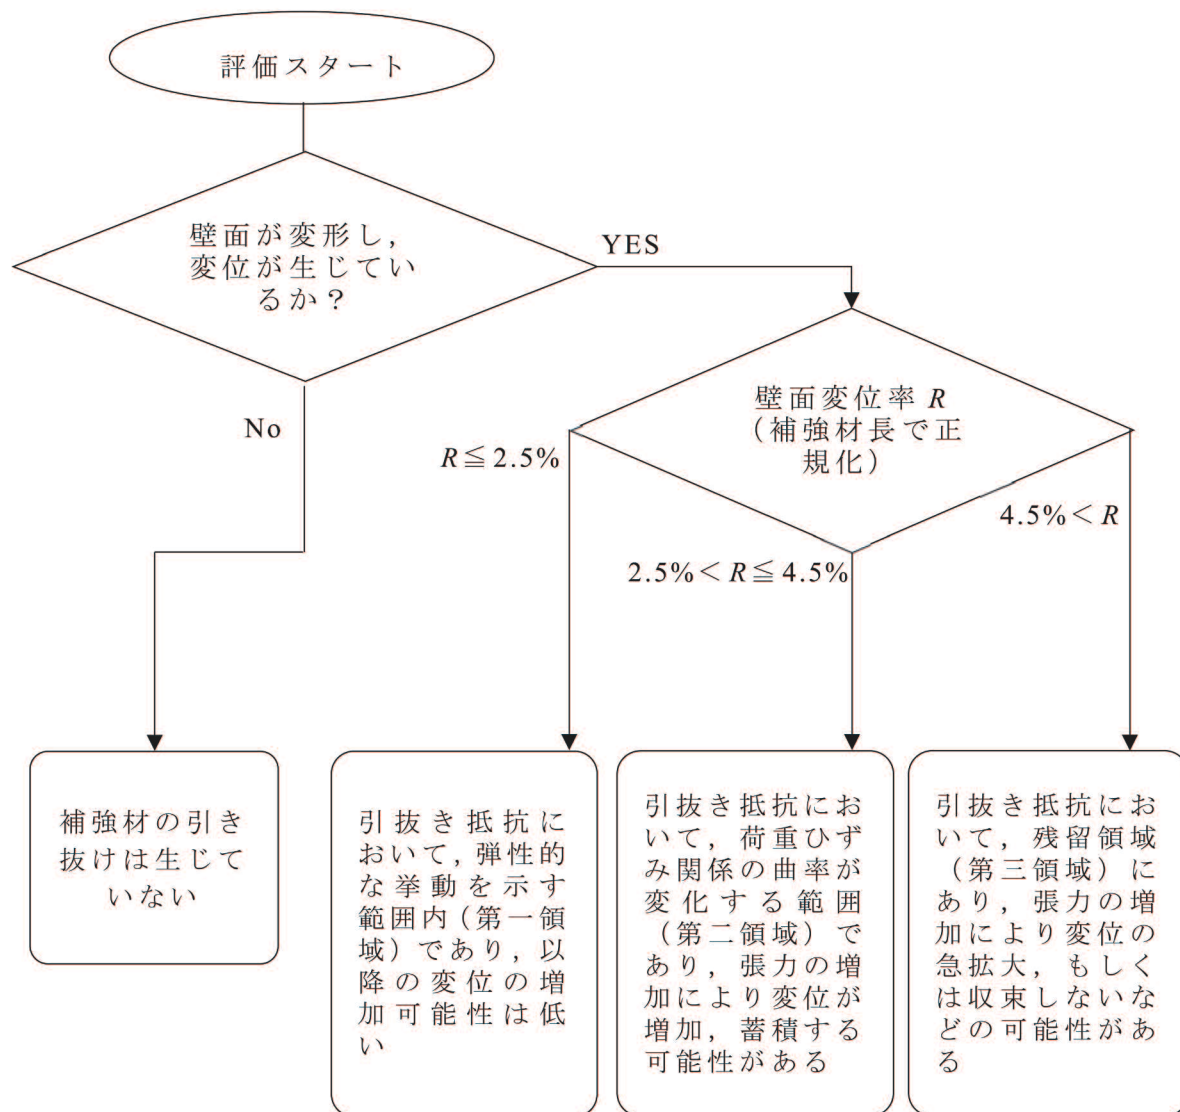 評価スタート
壁面が変形し，
変位が生じてい
るか？
YES
No
壁面変位率 R
（補強材長で正
規化）
R≦2.5%
2.5%＜R≦4.5%
4.5%＜R
補強材の引き
抜けは生じて
いない
引抜き抵抗に
おいて，弾性的
な挙動を示す
範囲内（第一領
域）であり，以
降の変位の増
加可能性は低
い
引抜き抵抗にお
いて，荷重ひず
み関係の曲率が
変化する範囲
（第二領域）で
あり，張力の増
加により変位が
増加，蓄積する
可能性がある
引抜き抵抗にお
いて，残留領域
（第三領域）に
あり，張力の増
加により変位の
急拡大，もしく
は収束しないな
どの可能性があ
る